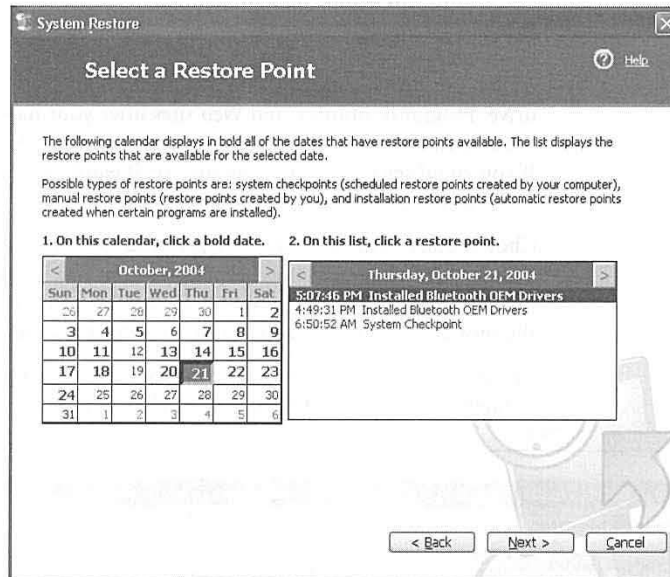 System Restore
Select a Restore Point
Help
The following calendar displays in bold all of the dates that have restore points available. The list displays the
restore points that are available for the selected date.
Possible types of restore points are: system checkpoints (scheduled restore points created by your computer),
manual restore points (restore points created by you), and installation restore points (automatic restore points
created when certain programs are installed).
1. On this calendar, click a bold date. 2. On this list, click a restore point.
< October, 2004 >
< Thursday, October 21, 2004 >
Sun Mon Tue Wed Thu Fri Sat
26 27 28 29 30 1 2
3 4 5 6 7 8 9
10 11 12 13 14 15 16
17 18 19 20 21 22 23
24 25 26 27 28 29 30
31 1 2 3 4 5 6
5:07:46 PM Installed Bluetooth OEM Drivers
4:49:31 PM Installed Bluetooth OEM Drivers
6:50:52 AM System Checkpoint
< Back Next > Cancel